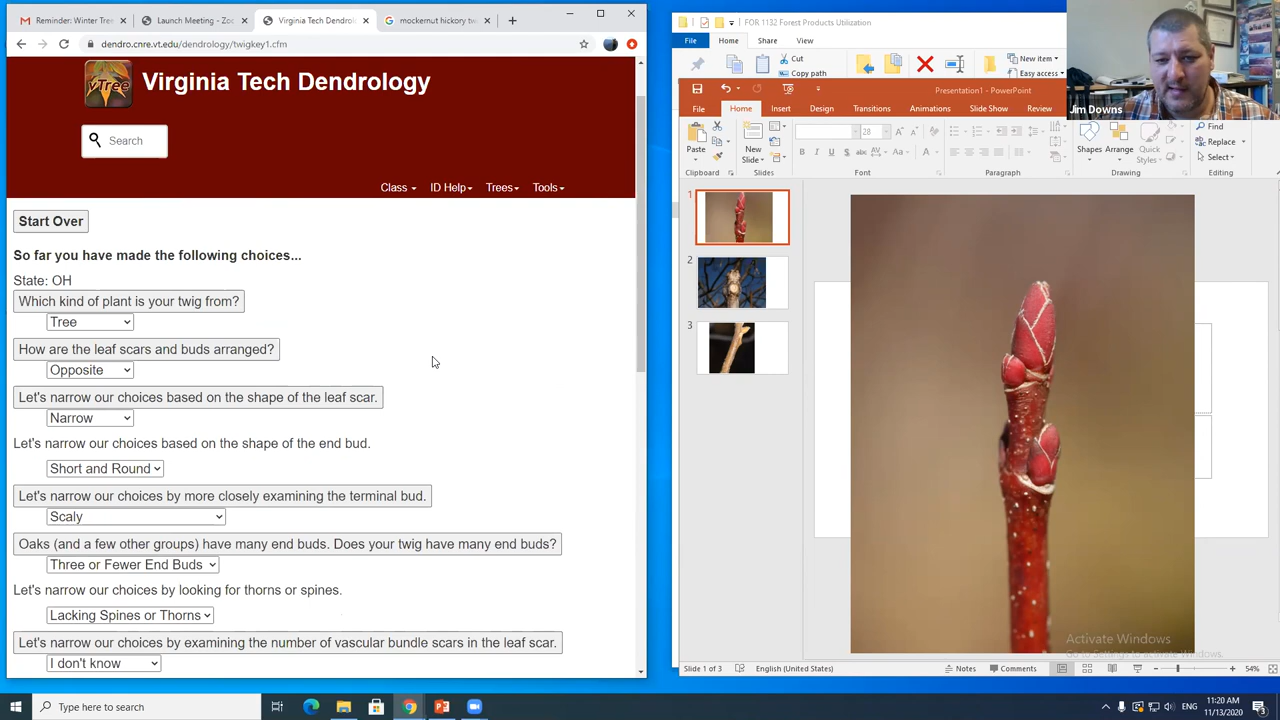 Reminder: Winter Tree
Launch Meeting - Zoo
Virginia Tech Dendrol
mockernut hickory tw
dendro.cnre.vt.edu/dendrology/twigkey1.cfm
Virginia Tech Dendrology
Search
Class
ID Help
Trees
Tools
Start Over
So far you have made the following choices...
State: OH
Which kind of plant is your twig from?
Tree
How are the leaf scars and buds arranged?
Opposite
Let's narrow our choices based on the shape of the leaf scar.
Narrow
Let's narrow our choices based on the shape of the end bud.
Short and Round
Let's narrow our choices by more closely examining the terminal bud.
Scaly
Oaks (and a few other groups) have many end buds. Does your twig have many end buds?
Three or Fewer End Buds
Let's narrow our choices by looking for thorns or spines.
Lacking Spines or Thorns
Let's narrow our choices by examining the number of vascular bundle scars in the leaf scar.
I don't know
FOR 1132 Forest Products Utilization
File Home Share View
Cut
Copy path
New item
Easy access
Presentation1 - PowerPoint
File Home Insert Design Transitions Animations Slide Show Review
Paste
New
Slide
28
Shapes Arrange Quick
Styles
Find
Replace
Select
Clipboard
Slides
Font
Paragraph
Drawing
Editing
1
2
3
Jim Downs
Activate Windows
Go to Settings to activate Windows.
Slide 1 of 3
English (United States)
Notes
Comments
54%
Type here to search
ENG
11:20 AM
11/13/2020
3